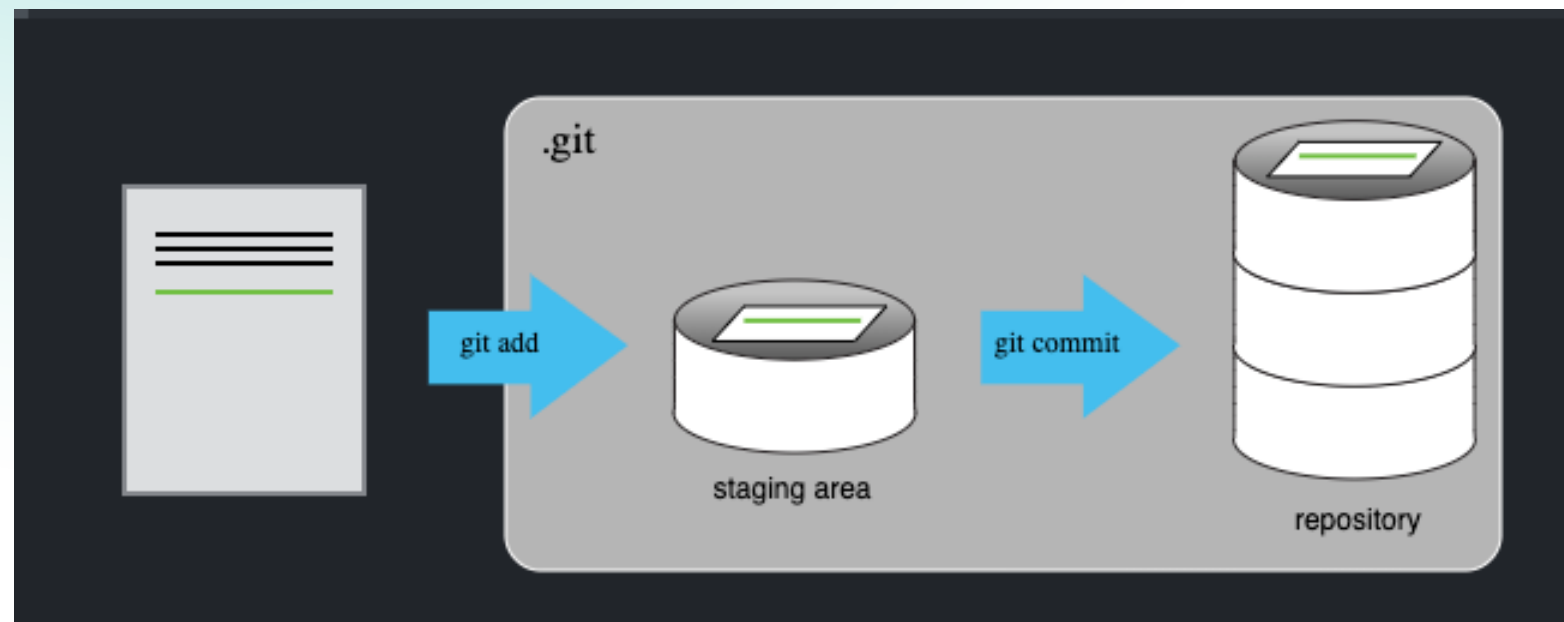 .git
git add
git commit
staging area
repository